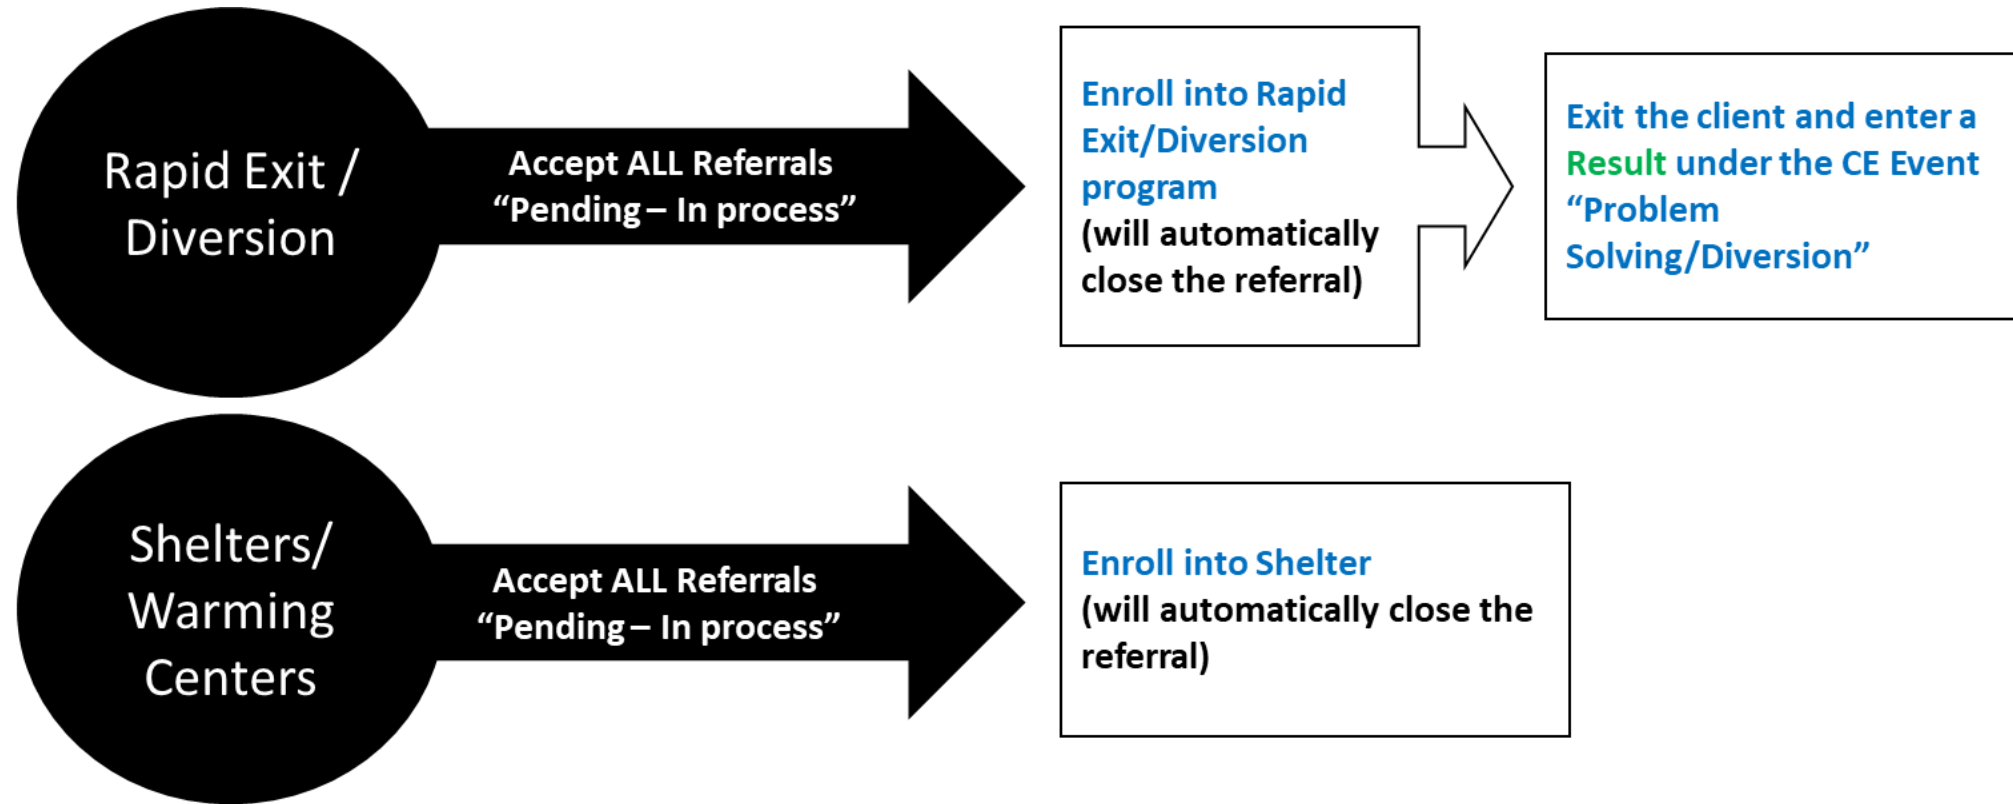 Rapid Exit /
Diversion
Accept ALL Referrals
“Pending – In process”
Enroll into Rapid
Exit/Diversion
program
(will automatically
close the referral)
Exit the client and enter a
Result under the CE Event
“Problem
Solving/Diversion”
Shelters/
Warming
Centers
Accept ALL Referrals
“Pending – In process”
Enroll into Shelter
(will automatically close the
referral)